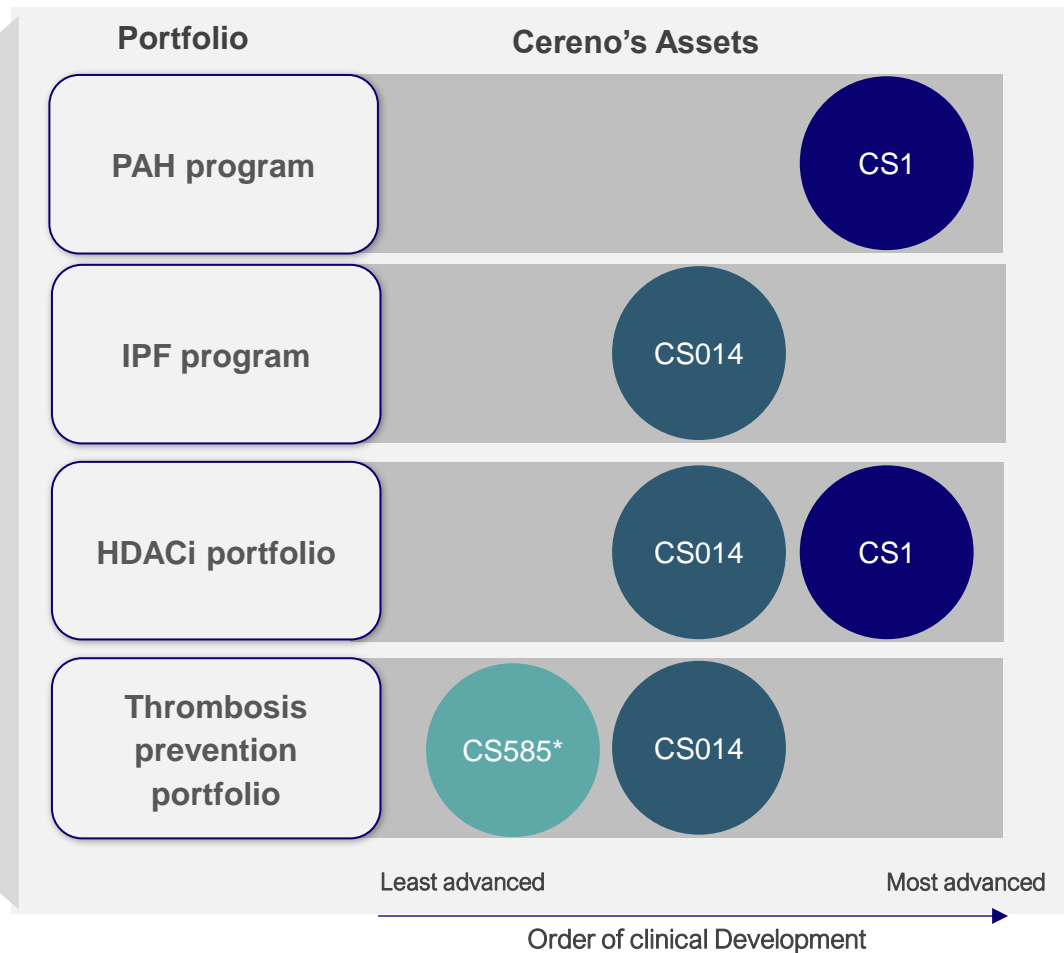 Portfolio
Cereno's Assets
PAH program
CS1
IPF program
CS014
HDACi portfolio
CS014
CS1
Thrombosis
prevention
portfolio
CS585*
CS014
Least advanced
Most advanced
Order of clinical Development